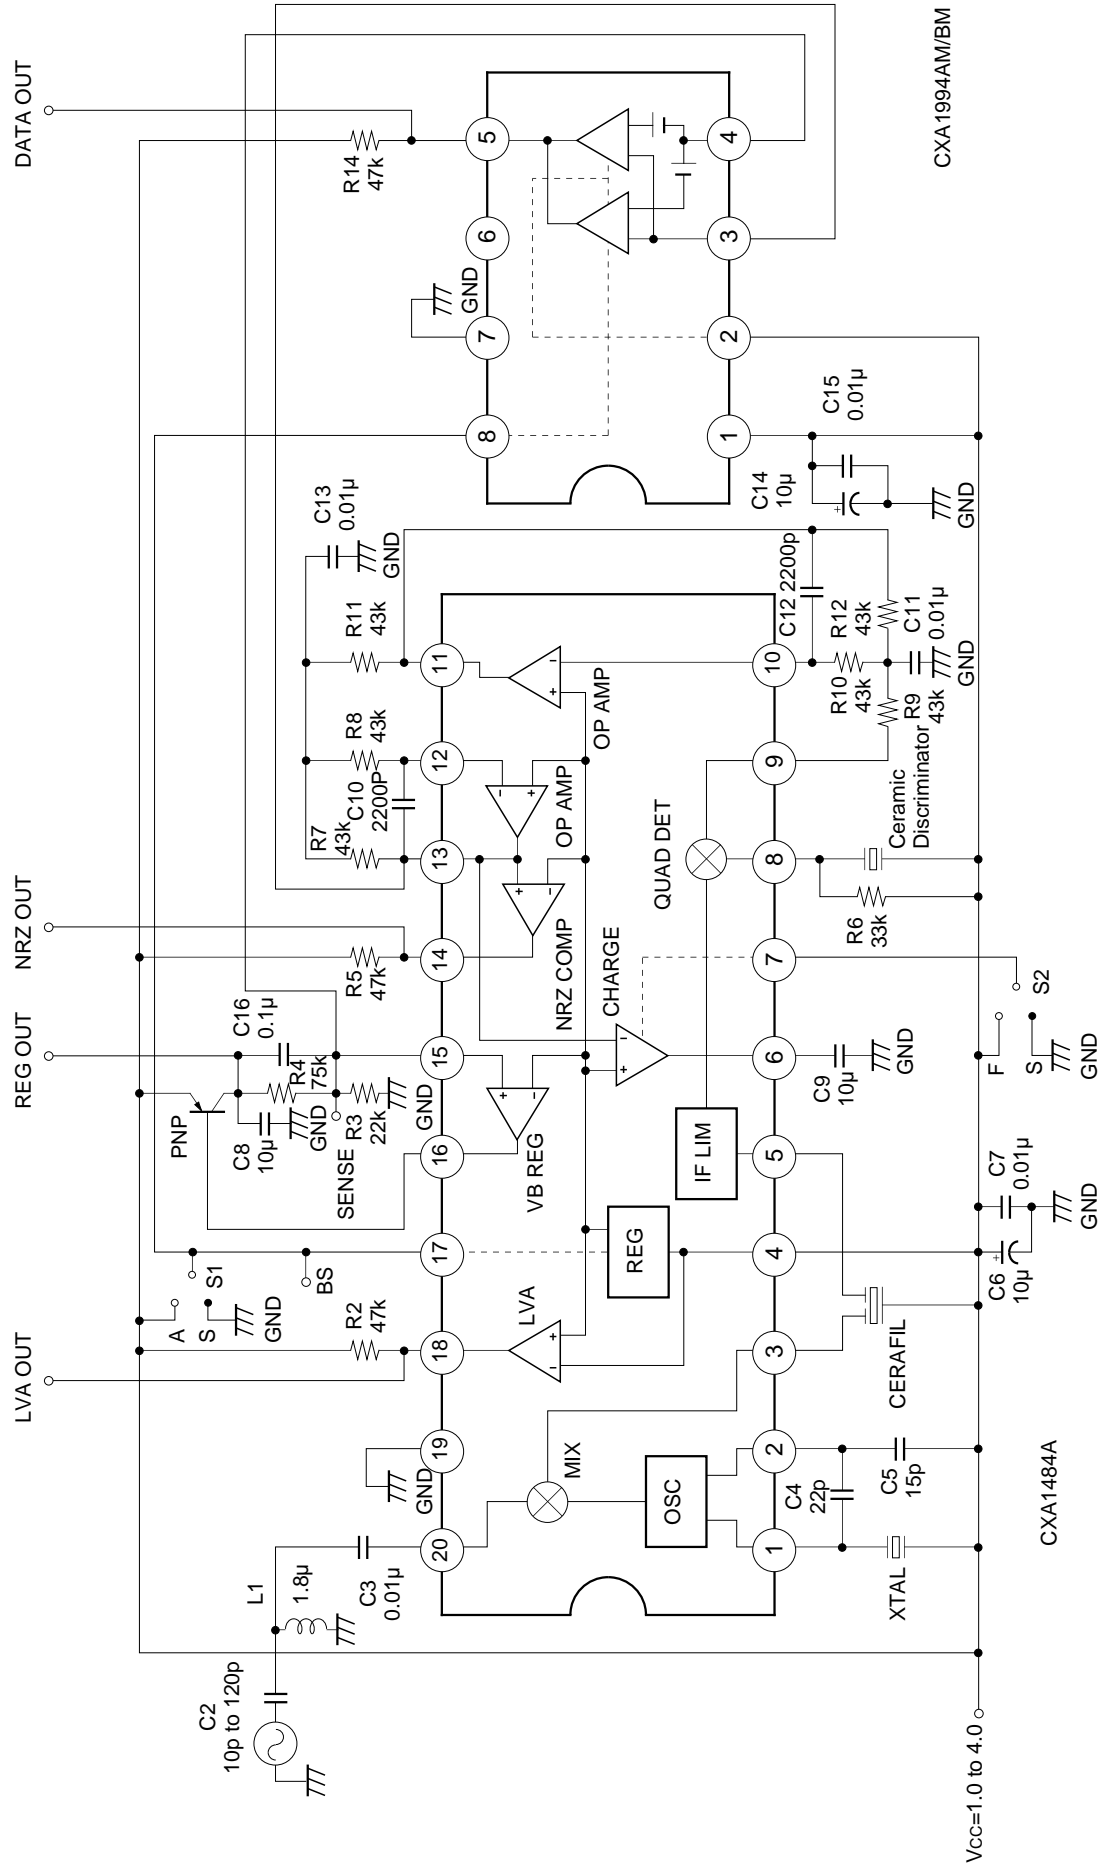 LVA OUT
REG OUT
NRZ OUT
DATA OUT
C2
10p to 120p
L1
1.8µ
C3
0.01µ
GND
A
S
S1
GND
BS
R2
47k
PNP
C8
10µ
GND
SENSE
C16
0.1µ
R4
75k
R3
22k
GND
R5
47k
R7
43k
C10
2200P
R8
43k
R11
43k
C13
0.01µ
GND
R14
47k
GND
20
19
18
17
16
15
14
13
12
11
8
7
6
5
MIX
OSC
LVA
+
–
REG
VB REG
+
–
IF LIM
CHARGE
+
–
NRZ COMP
+
–
OP AMP
–
+
OP AMP
+
–
QUAD DET
1
2
3
4
5
6
7
8
9
10
1
2
3
4
XTAL
C4
22p
C5
15p
CERAFIL
C6
10µ
+
C7
0.01µ
GND
C9
10µ
GND
F
S
S2
GND
R6
33k
Ceramic
Discriminator
R9
43k
R10
43k
R12
43k
C11
0.01µ
GND
C12 2200p
C14
10µ
+
C15
0.01µ
GND
VCC=1.0 to 4.0
CXA1484A
CXA1994AM/BM